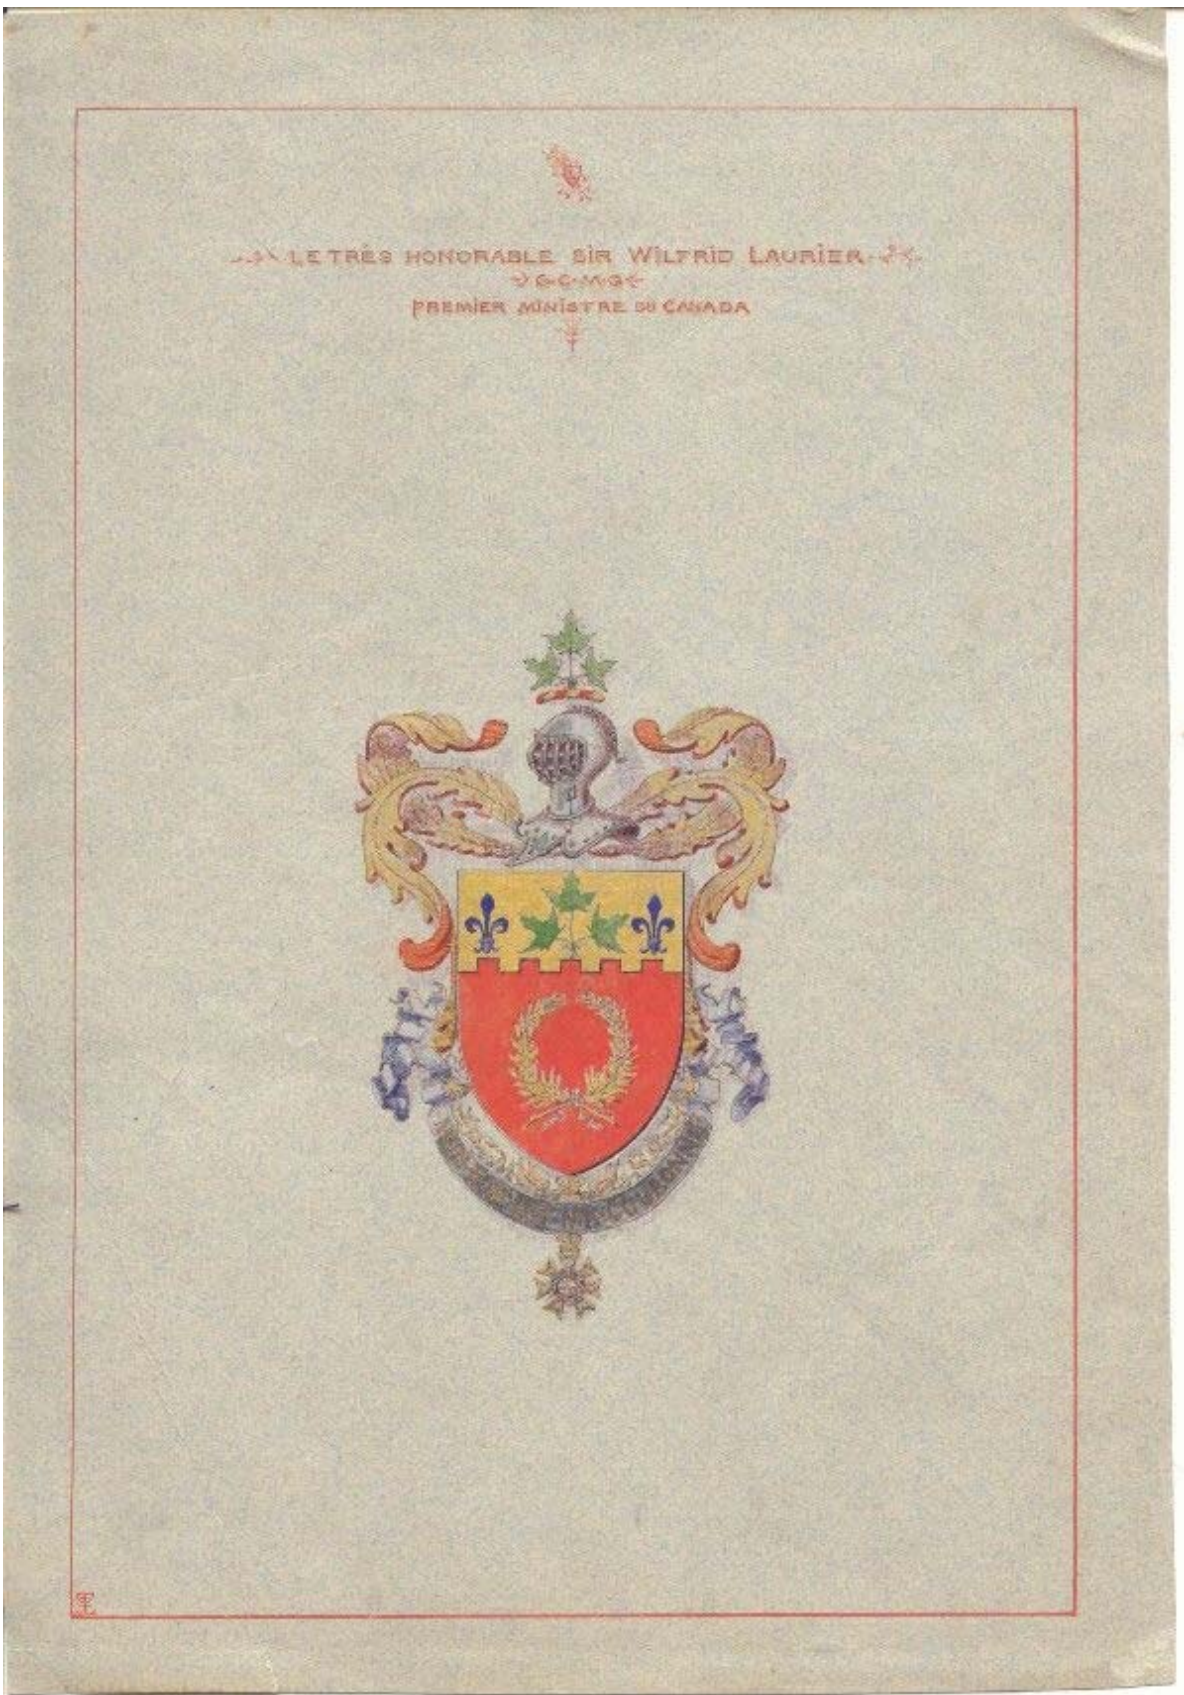 LE TRÈS HONORABLE SIR WILFRID LAURIER
G·C·M·G
PREMIER MINISTRE DU CANADA